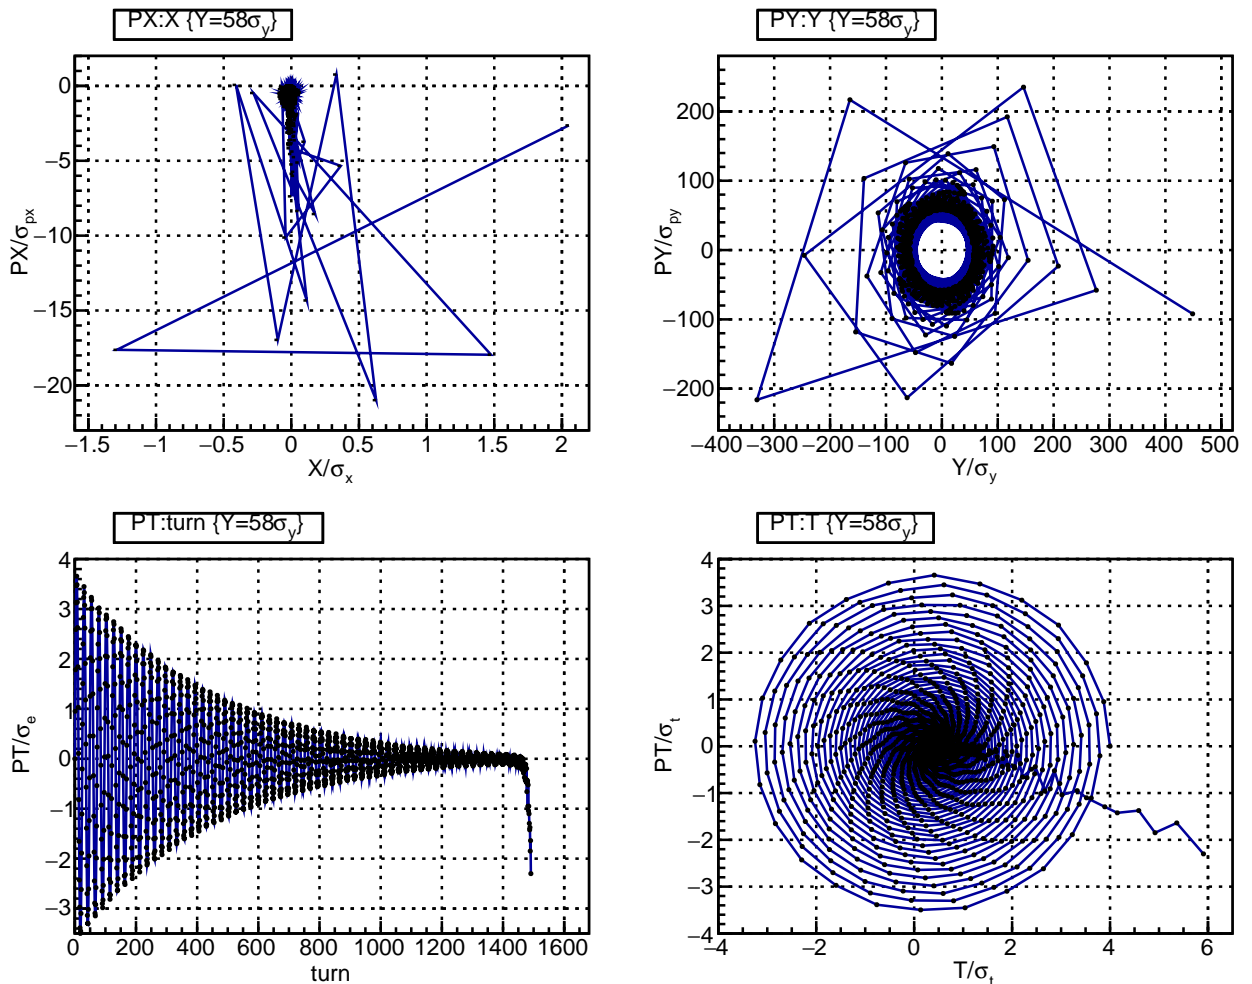 PX:X {Y=58σy}
PX/σpx
0
−5
−10
−15
−20
−1.5 −1 −0.5 0 0.5 1 1.5 2
X/σx
PY:Y {Y=58σy}
PY/σpy
200
100
0
−100
−200
−400 −300 −200 −100 0 100 200 300 400 500
Y/σy
PT:turn {Y=58σy}
PT/σe
4
3
2
1
0
−1
−2
−3
0 200 400 600 800 1000 1200 1400 1600
turn
PT:T {Y=58σy}
PT/σt
4
3
2
1
0
−1
−2
−3
−4
−4 −2 0 2 4 6
T/σt